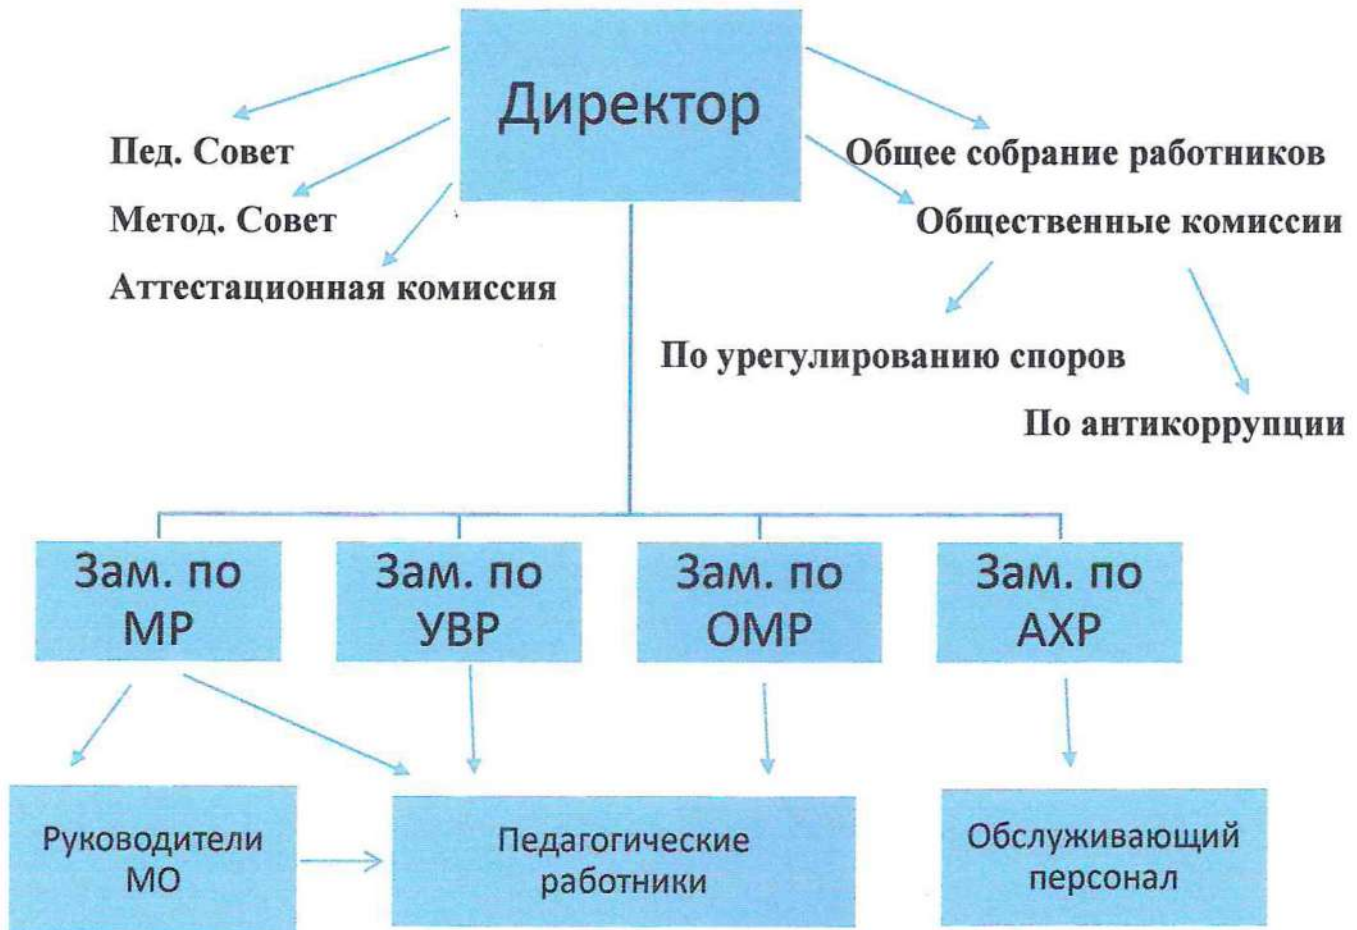 Директор
Пед. Совет
Общее собрание работников
Метод. Совет
Общественные комиссии
Аттестационная комиссия
По урегулированию споров
По антикоррупции
Зам. по
МР
Зам. по
УВР
Зам. по
ОМР
Зам. по
АХР
Руководители
МО
Педагогические
работники
Обслуживающий
персонал